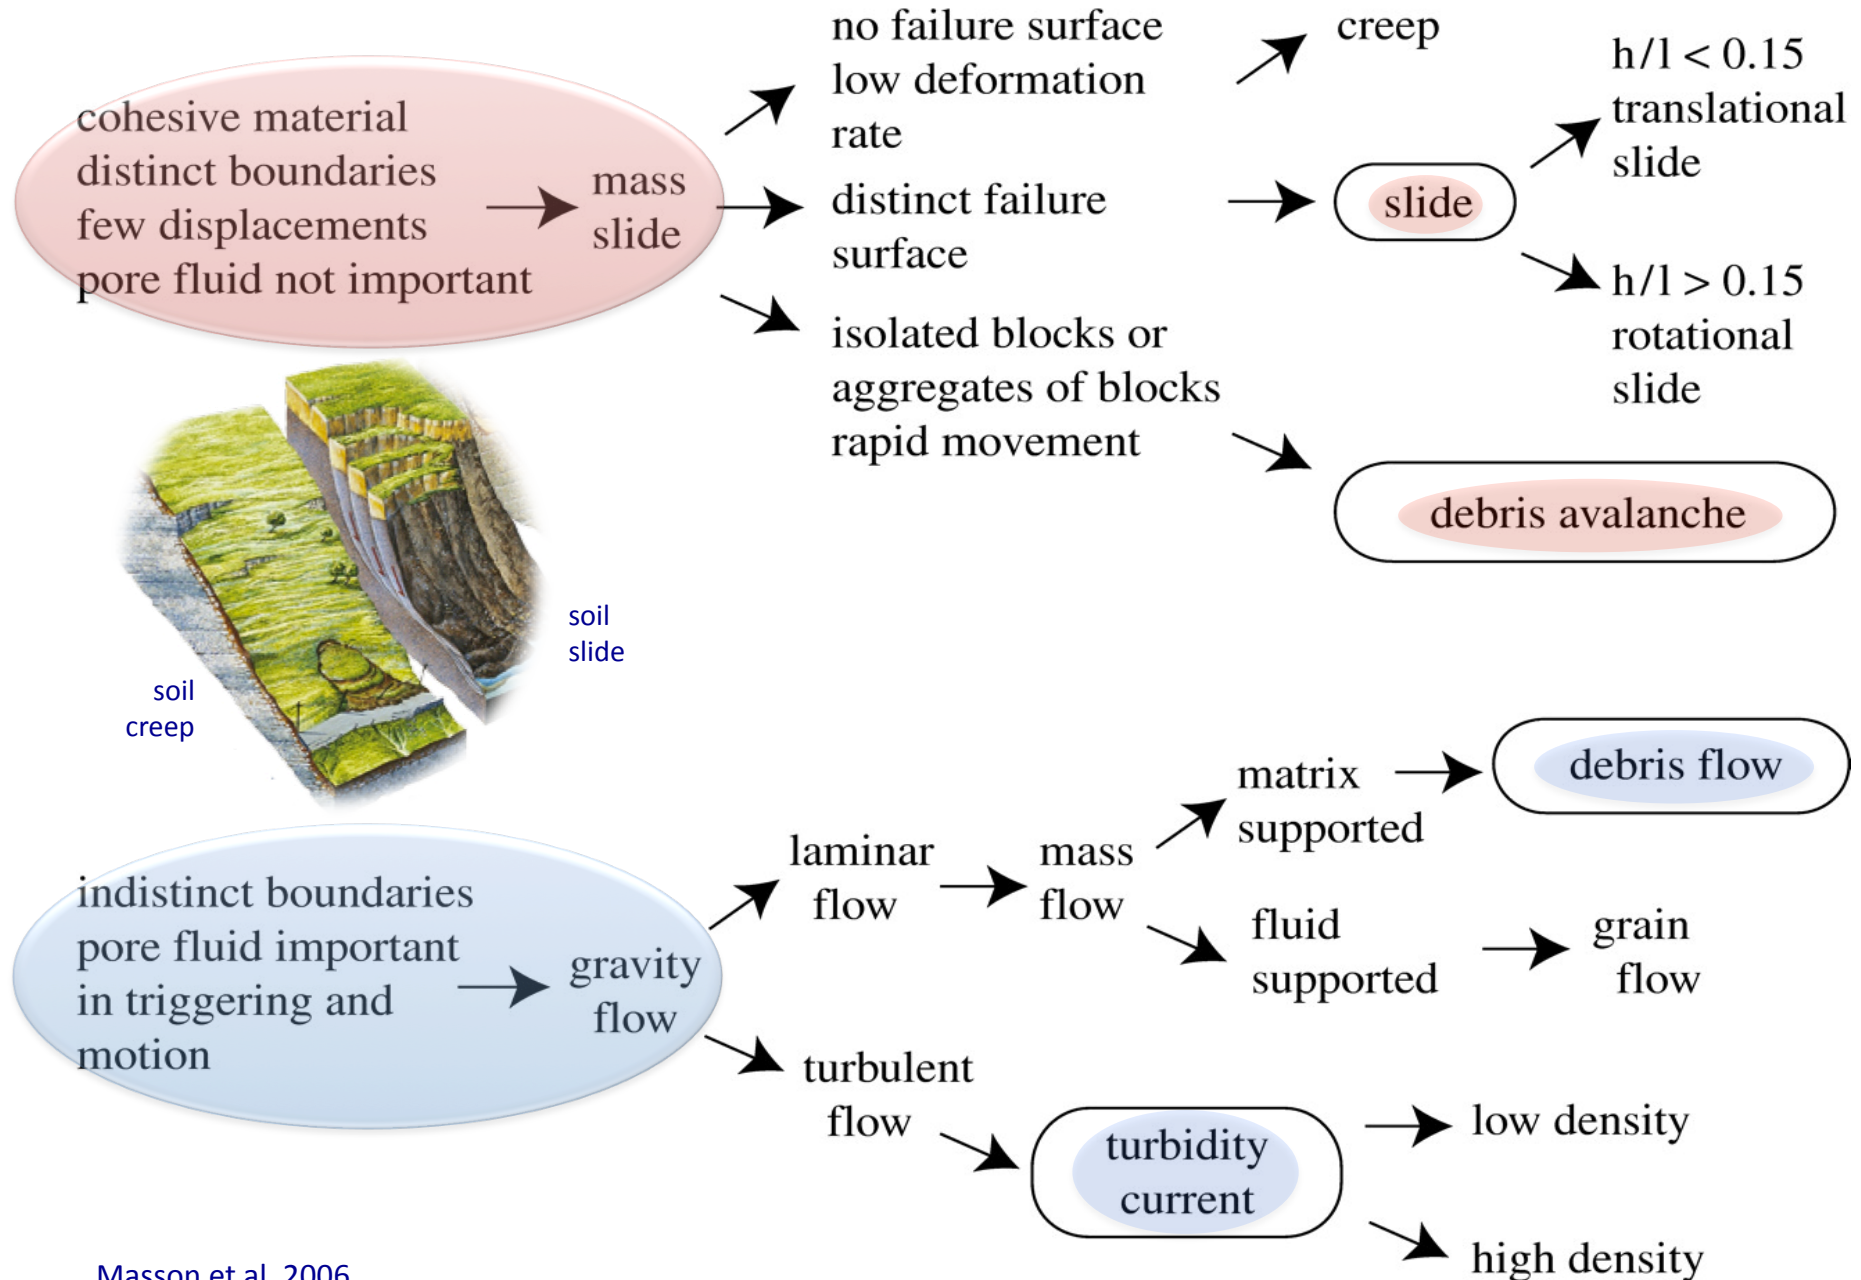 no failure surface
low deformation
rate
creep
h/l < 0.15
translational
slide
cohesive material
distinct boundaries
few displacements
pore fluid not important
mass
slide
distinct failure
surface
slide
h/l > 0.15
rotational
slide
isolated blocks or
aggregates of blocks
rapid movement
debris avalanche
soil
slide
soil
creep
indistinct boundaries
pore fluid important
in triggering and
motion
gravity
flow
laminar
flow
mass
flow
matrix
supported
debris flow
fluid
supported
grain
flow
turbulent
flow
turbidity
current
low density
high density
Masson et al. 2006